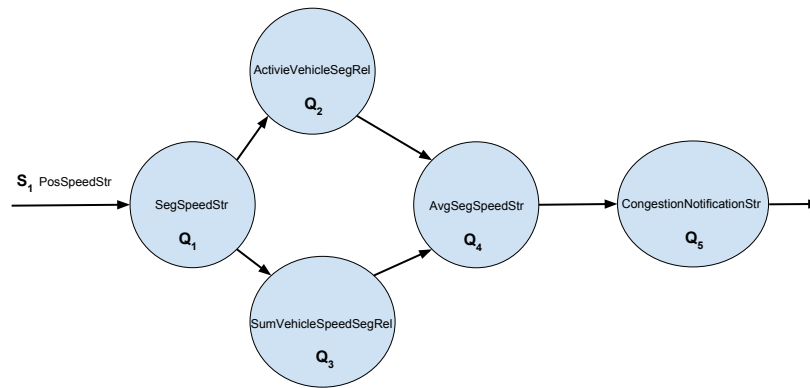 ActivieVehicleSegRel
Q2
S1 PosSpeedStr
SegSpeedStr
Q1
AvgSegSpeedStr
Q4
CongestionNotificationStr
Q5
SumVehicleSpeedSegRel
Q3